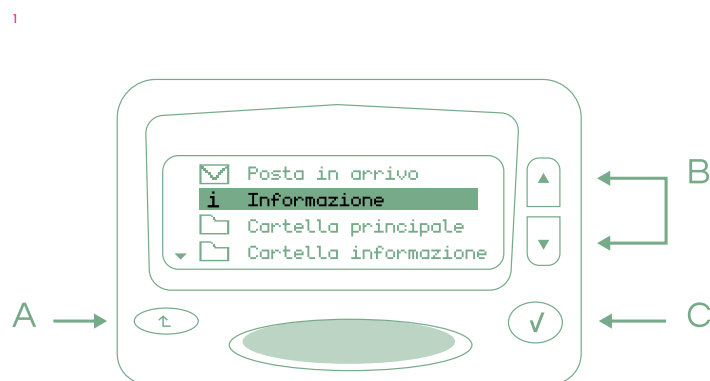 1
Posta in arrivo
i Informazione
Cartella principale
Cartella informazione
A
B
C